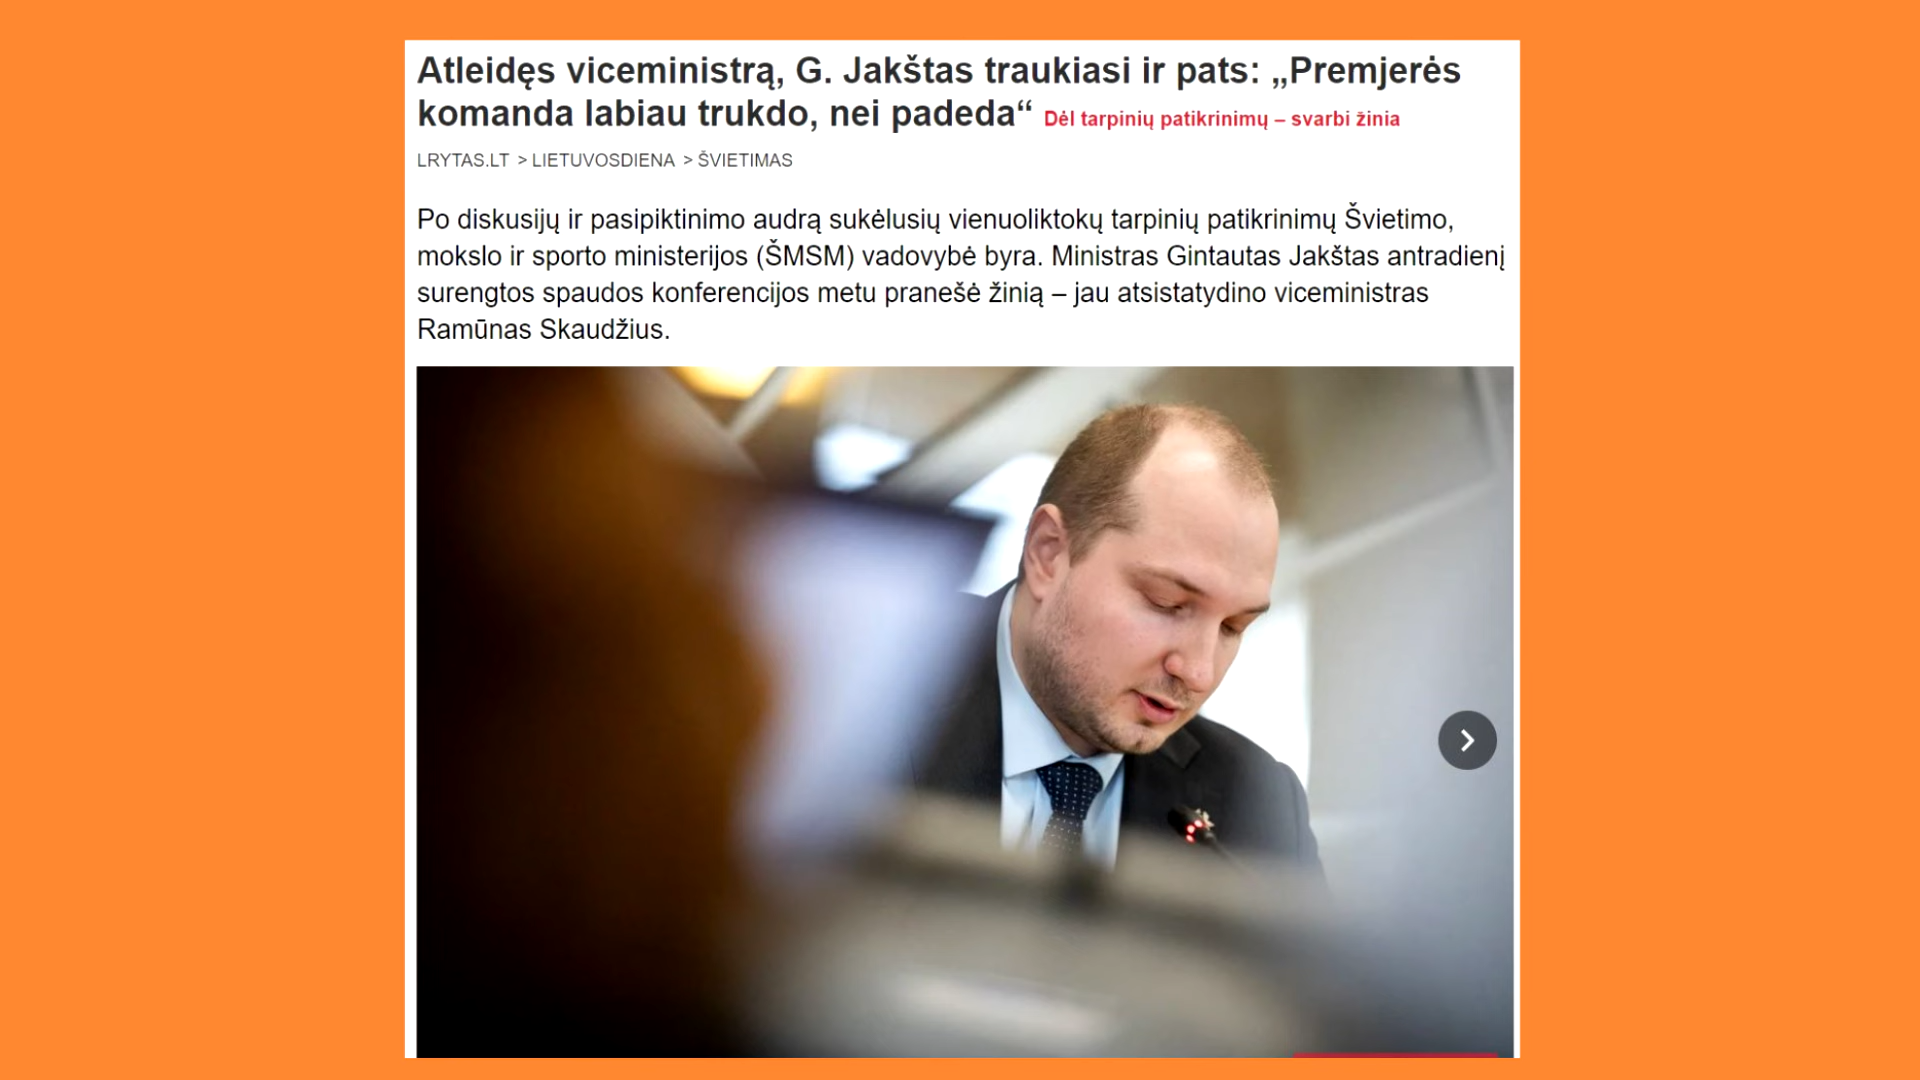 Atleidęs viceministrą, G. Jakštas traukiasi ir pats: „Premjerės
komanda labiau trukdo, nei padeda“ Dėl tarpinių patikrinimų – svarbi žinia
LRYTAS.LT > LIETUVOSDIENA > ŠVIETIMAS
Po diskusijų ir pasipiktinimo audrą sukėlusių vienuoliktokų tarpinių patikrinimų Švietimo,
mokslo ir sporto ministerijos (ŠMSM) vadovybė byra. Ministras Gintautas Jakštas antradienį
surengtos spaudos konferencijos metu pranešė žinią – jau atsistatydino viceministras
Ramūnas Skaudžius.